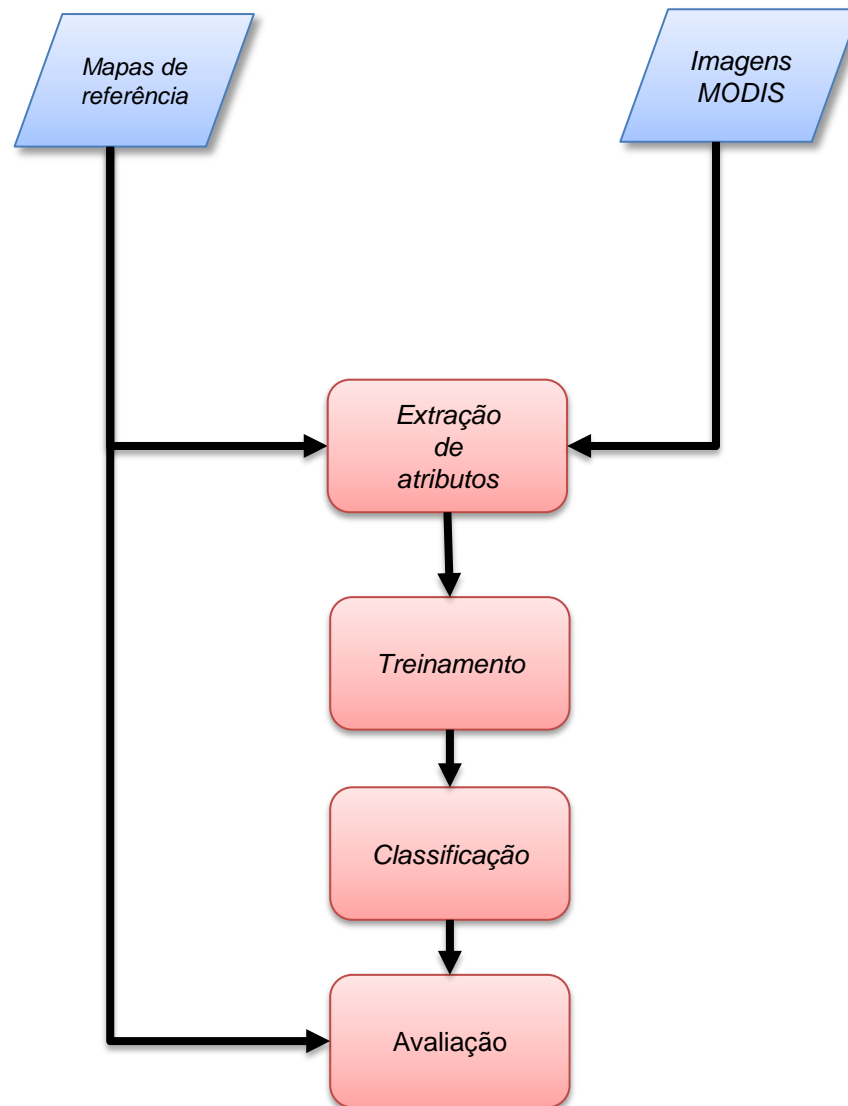 Mapas de
referência
Imagens
MODIS
Extração
de
atributos
Treinamento
Classificação
Avaliação